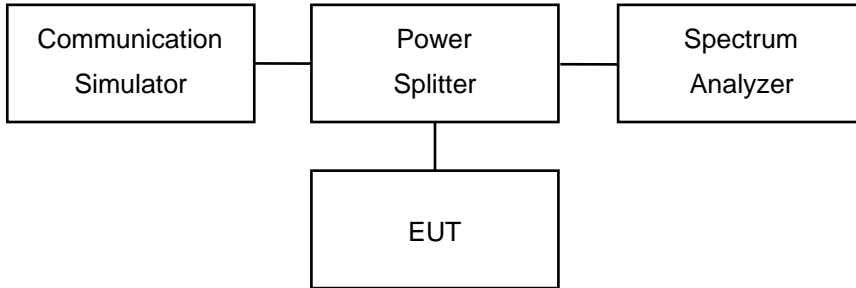 Communication
Simulator
Power
Splitter
Spectrum
Analyzer
EUT